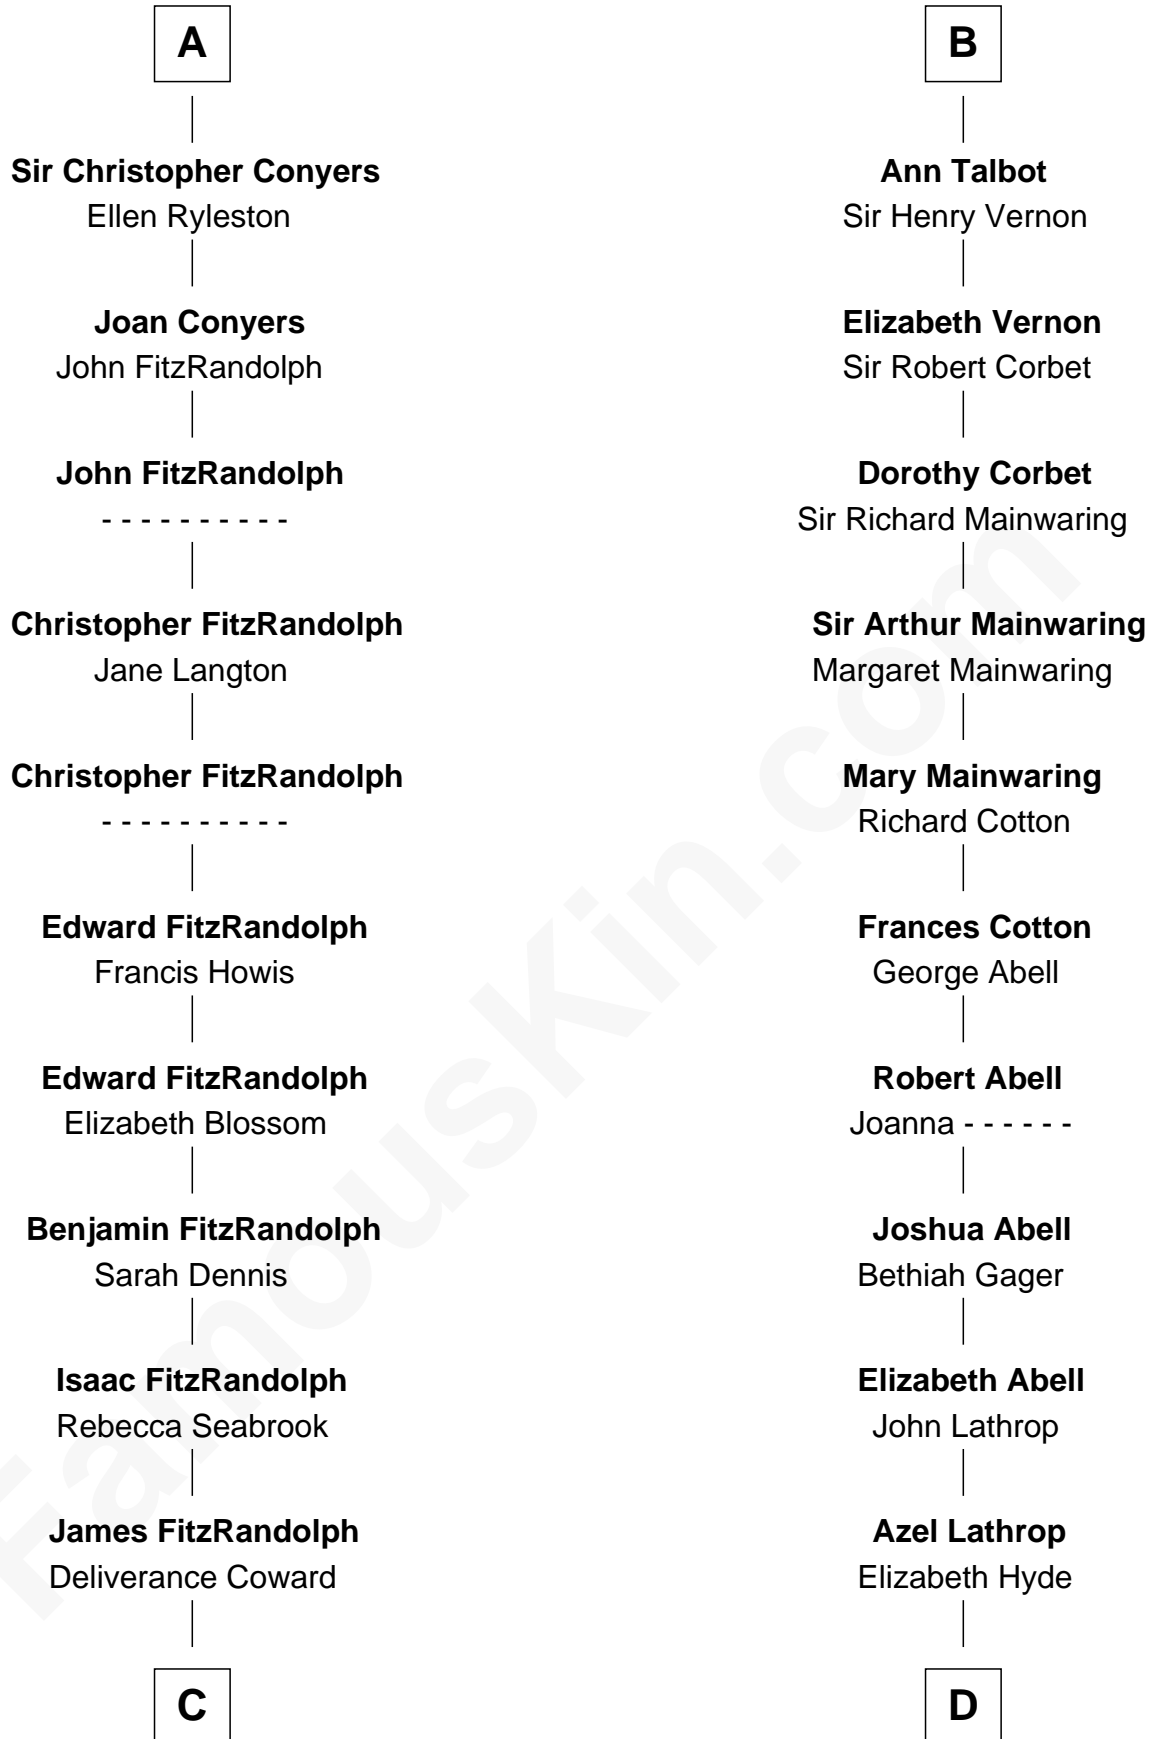 A
Sir Christopher Conyers
Ellen Ryleston
Joan Conyers
John FitzRandolph
John FitzRandolph
- - - - - - - - - -
Christopher FitzRandolph
Jane Langton
Christopher FitzRandolph
- - - - - - - - - -
Edward FitzRandolph
Francis Howis
Edward FitzRandolph
Elizabeth Blossom
Benjamin FitzRandolph
Sarah Dennis
Isaac FitzRandolph
Rebecca Seabrook
James FitzRandolph
Deliverance Coward
C
B
Ann Talbot
Sir Henry Vernon
Elizabeth Vernon
Sir Robert Corbet
Dorothy Corbet
Sir Richard Mainwaring
Sir Arthur Mainwaring
Margaret Mainwaring
Mary Mainwaring
Richard Cotton
Frances Cotton
George Abell
Robert Abell
Joanna - - - - - -
Joshua Abell
Bethiah Gager
Elizabeth Abell
John Lathrop
Azel Lathrop
Elizabeth Hyde
D
FamousKin.com